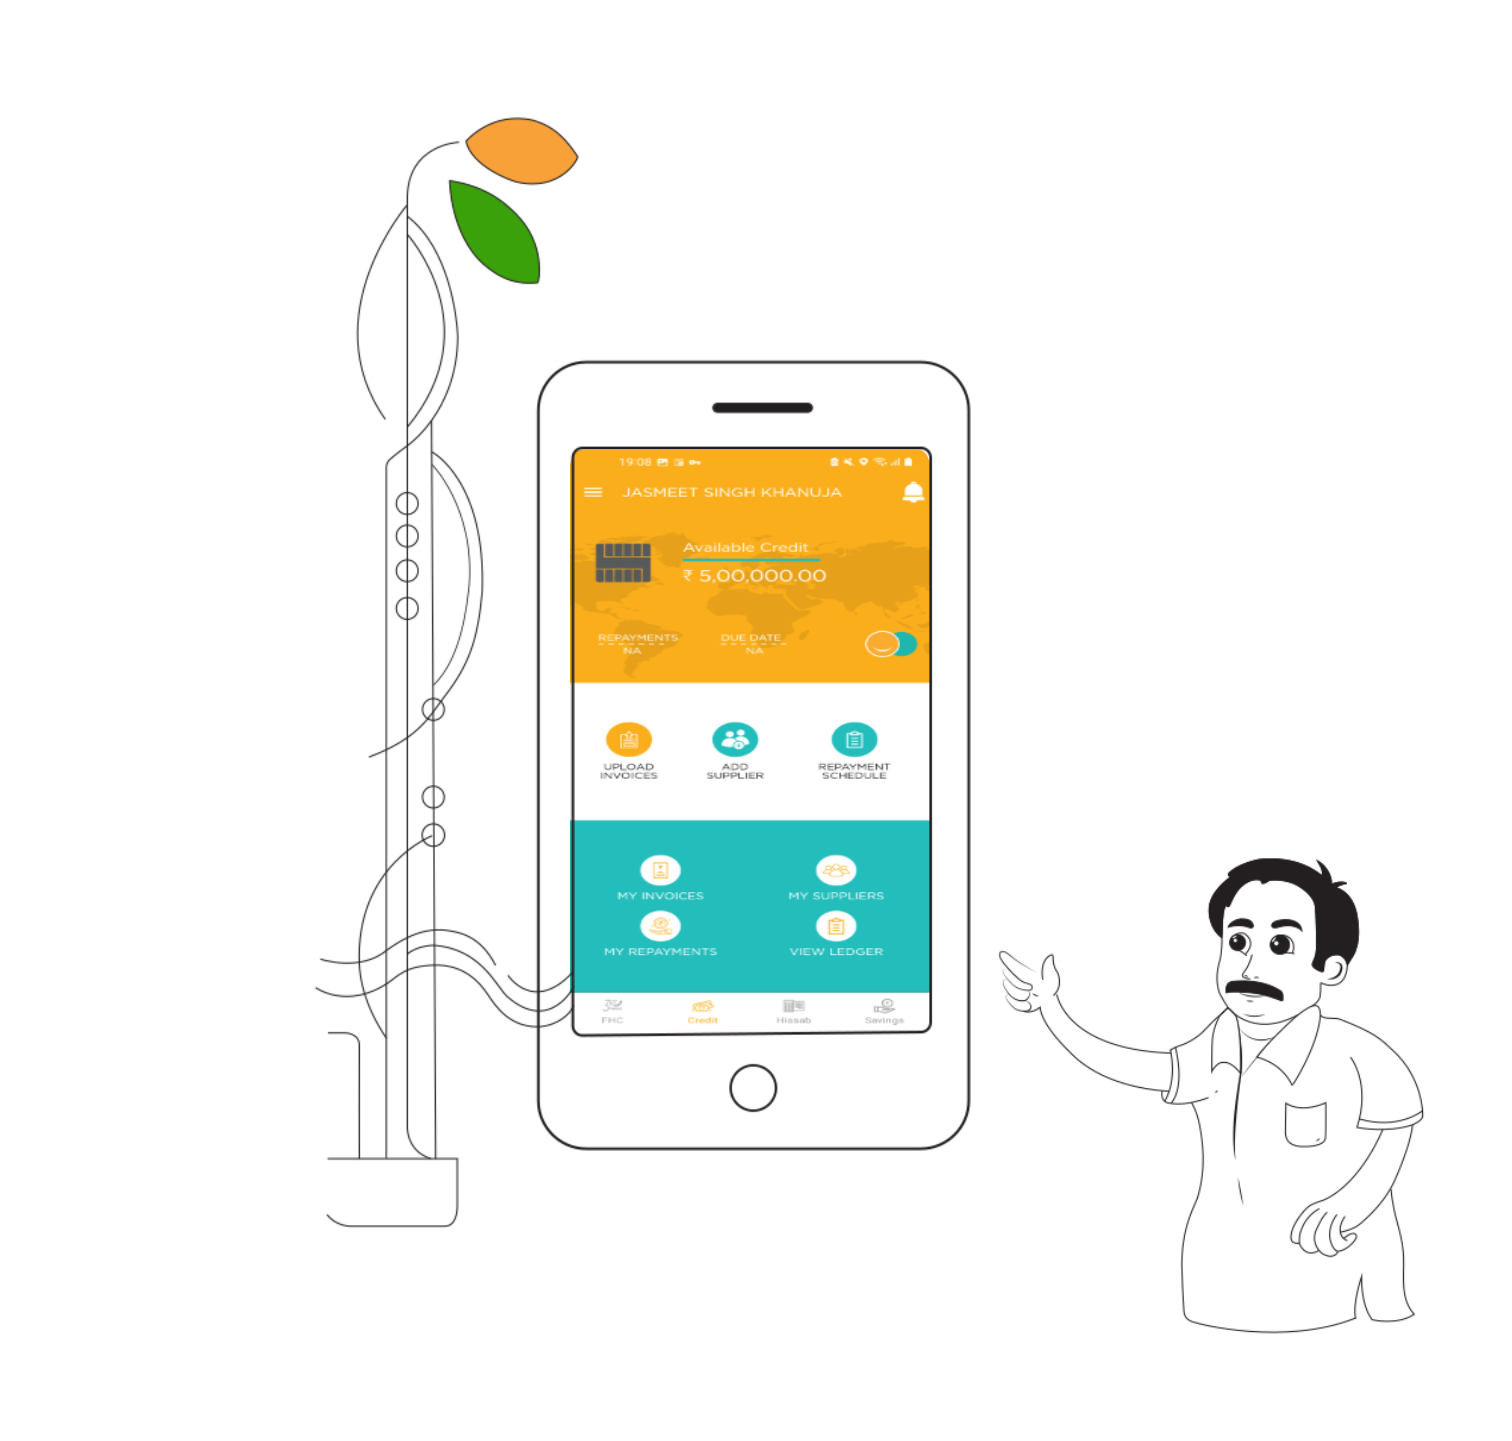 19:08
JASMEET SINGH KHANUJA
Available Credit
₹ 5,00,000.00
REPAYMENTS
NA
DUE DATE
NA
UPLOAD
INVOICES
ADD
SUPPLIER
REPAYMENT
SCHEDULE
MY INVOICES
MY SUPPLIERS
MY REPAYMENTS
VIEW LEDGER
FHC
Credit
Hissab
Savings